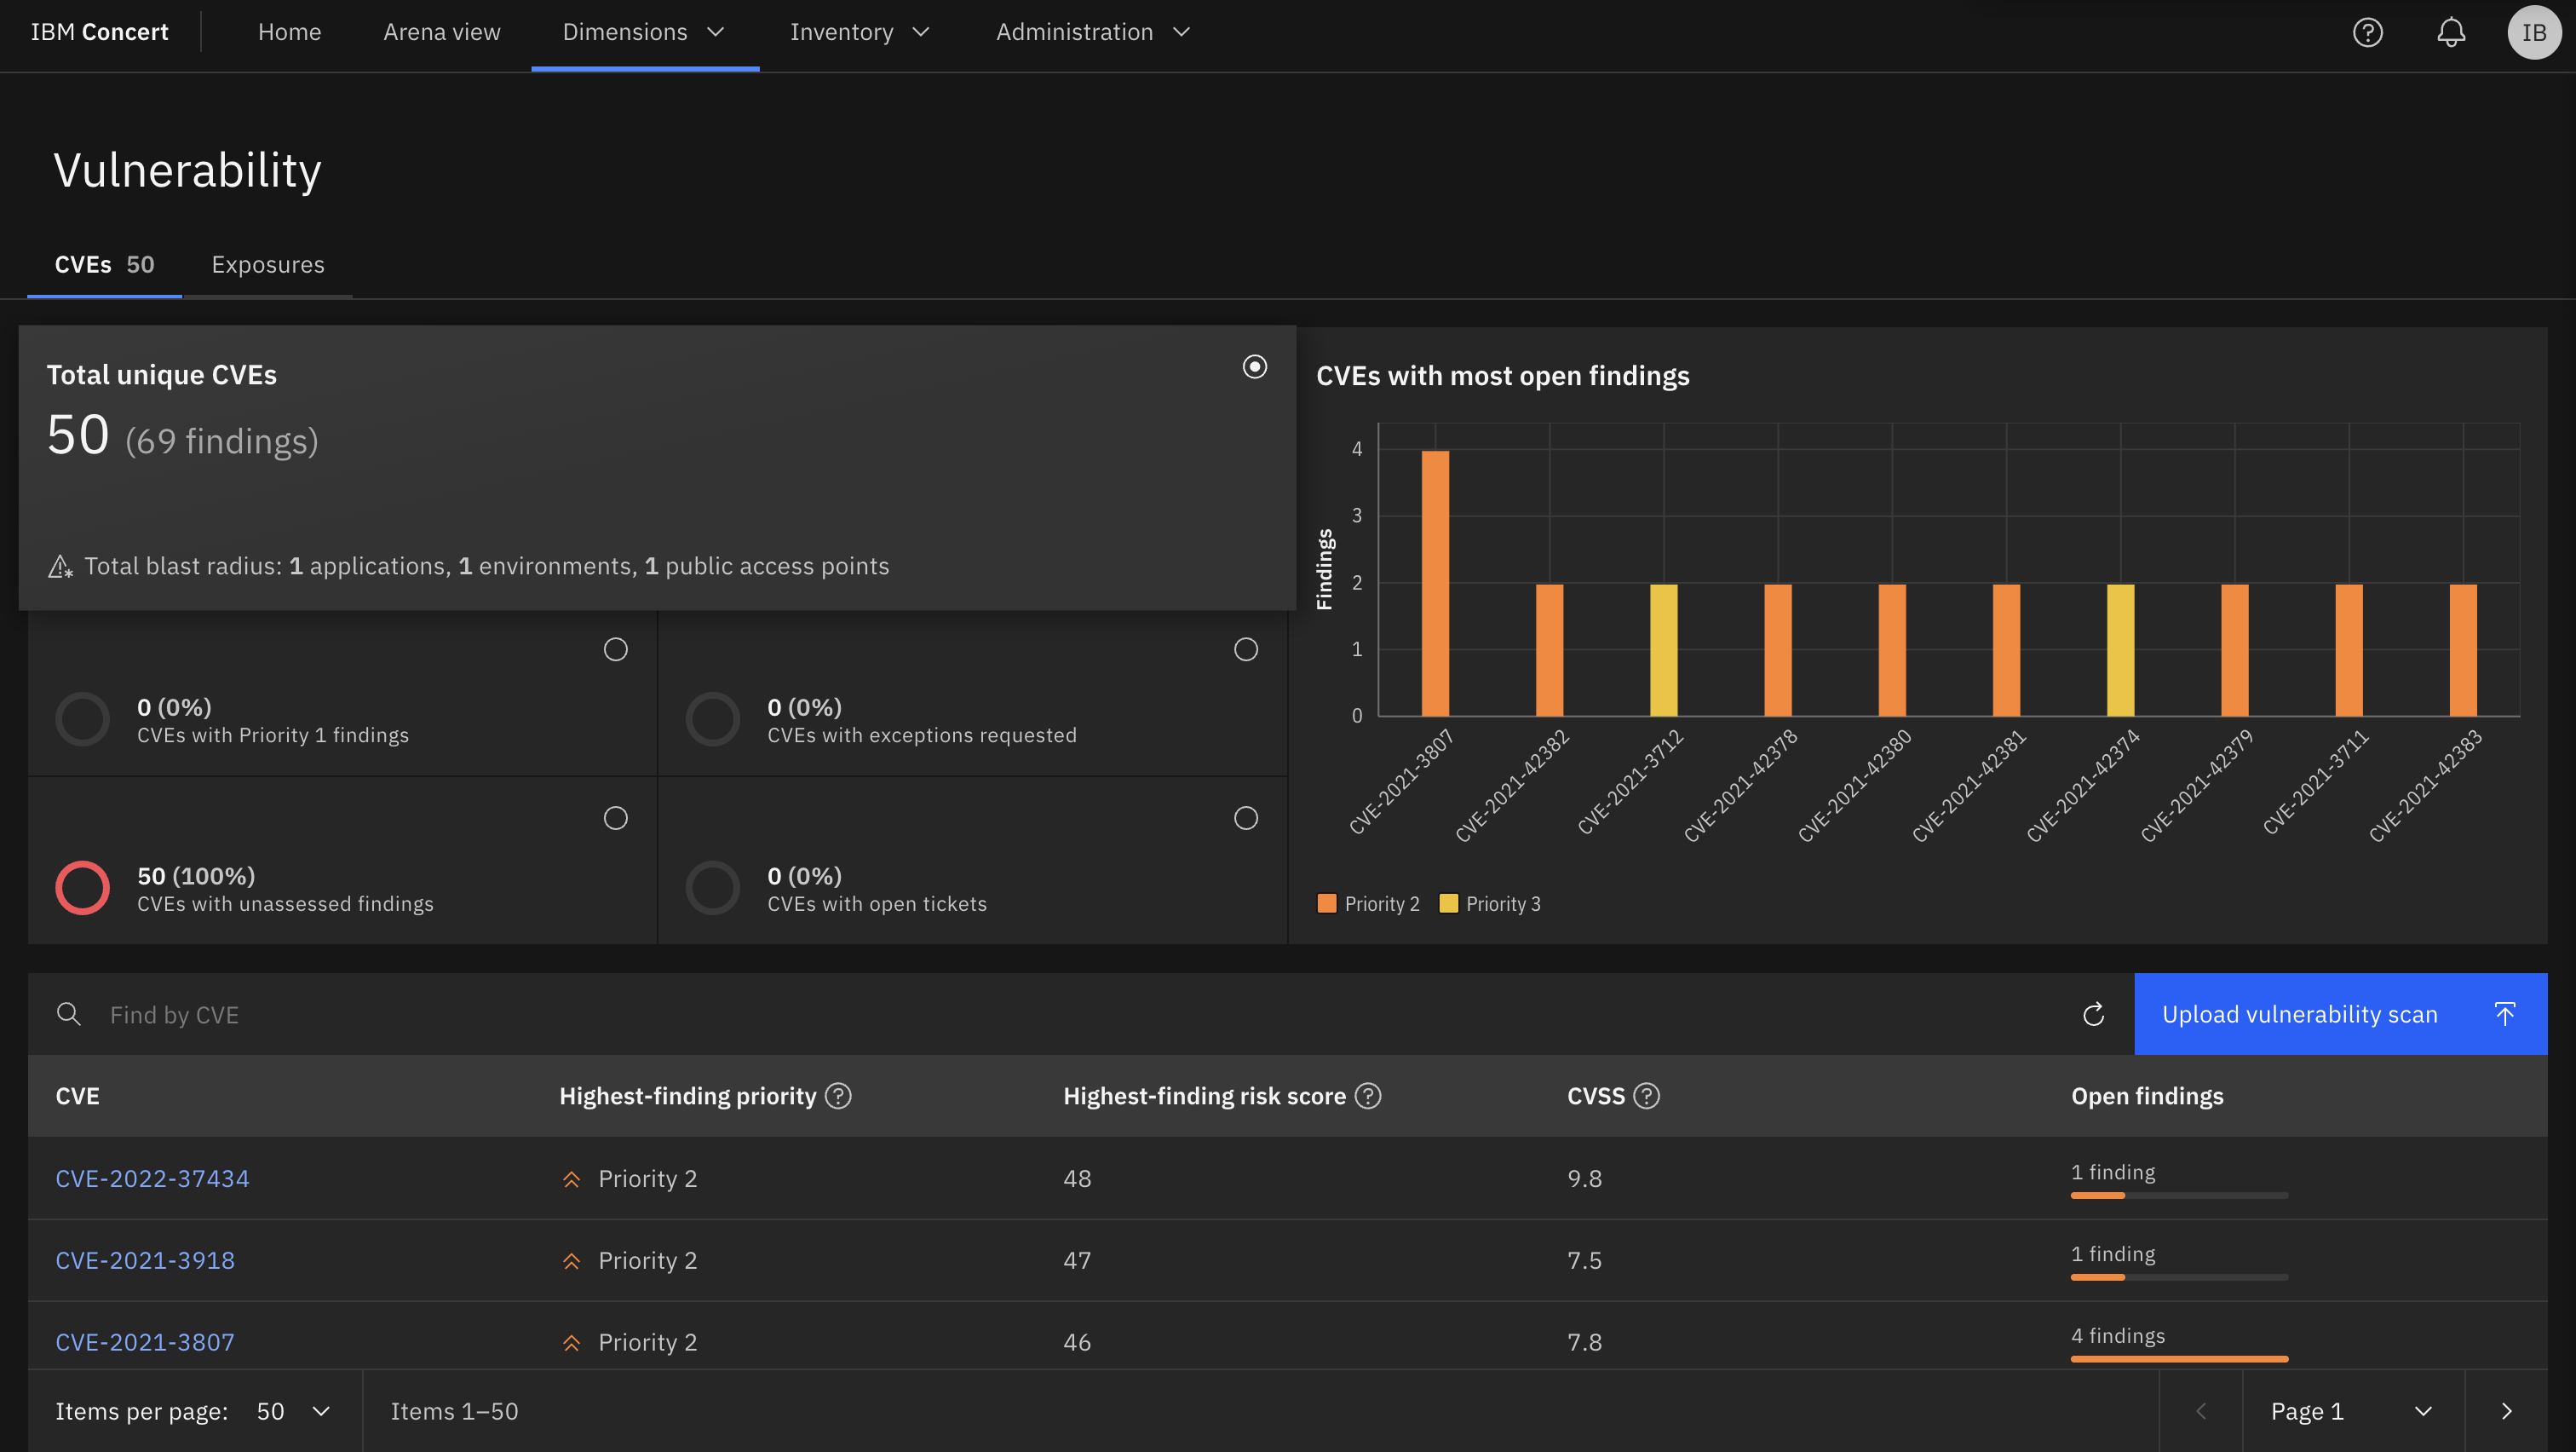 IBM Concert
Home
Arena view
Dimensions
Inventory
Administration
IB
Vulnerability
CVEs 50
Exposures
Total unique CVEs
50 (69 findings)
Total blast radius: 1 applications, 1 environments, 1 public access points
0 (0%)
CVEs with Priority 1 findings
0 (0%)
CVEs with exceptions requested
50 (100%)
CVEs with unassessed findings
0 (0%)
CVEs with open tickets
CVEs with most open findings
Findings
4
3
2
1
0
CVE-2021-3807
CVE-2021-42382
CVE-2021-3712
CVE-2021-42378
CVE-2021-42380
CVE-2021-42381
CVE-2021-42374
CVE-2021-42379
CVE-2021-3711
CVE-2021-42383
Priority 2
Priority 3
Find by CVE
Upload vulnerability scan
CVE
Highest-finding priority
Highest-finding risk score
CVSS
Open findings
CVE-2022-37434
Priority 2
48
9.8
1 finding
CVE-2021-3918
Priority 2
47
7.5
1 finding
CVE-2021-3807
Priority 2
46
7.8
4 findings
Items per page: 50
Items 1–50
Page 1